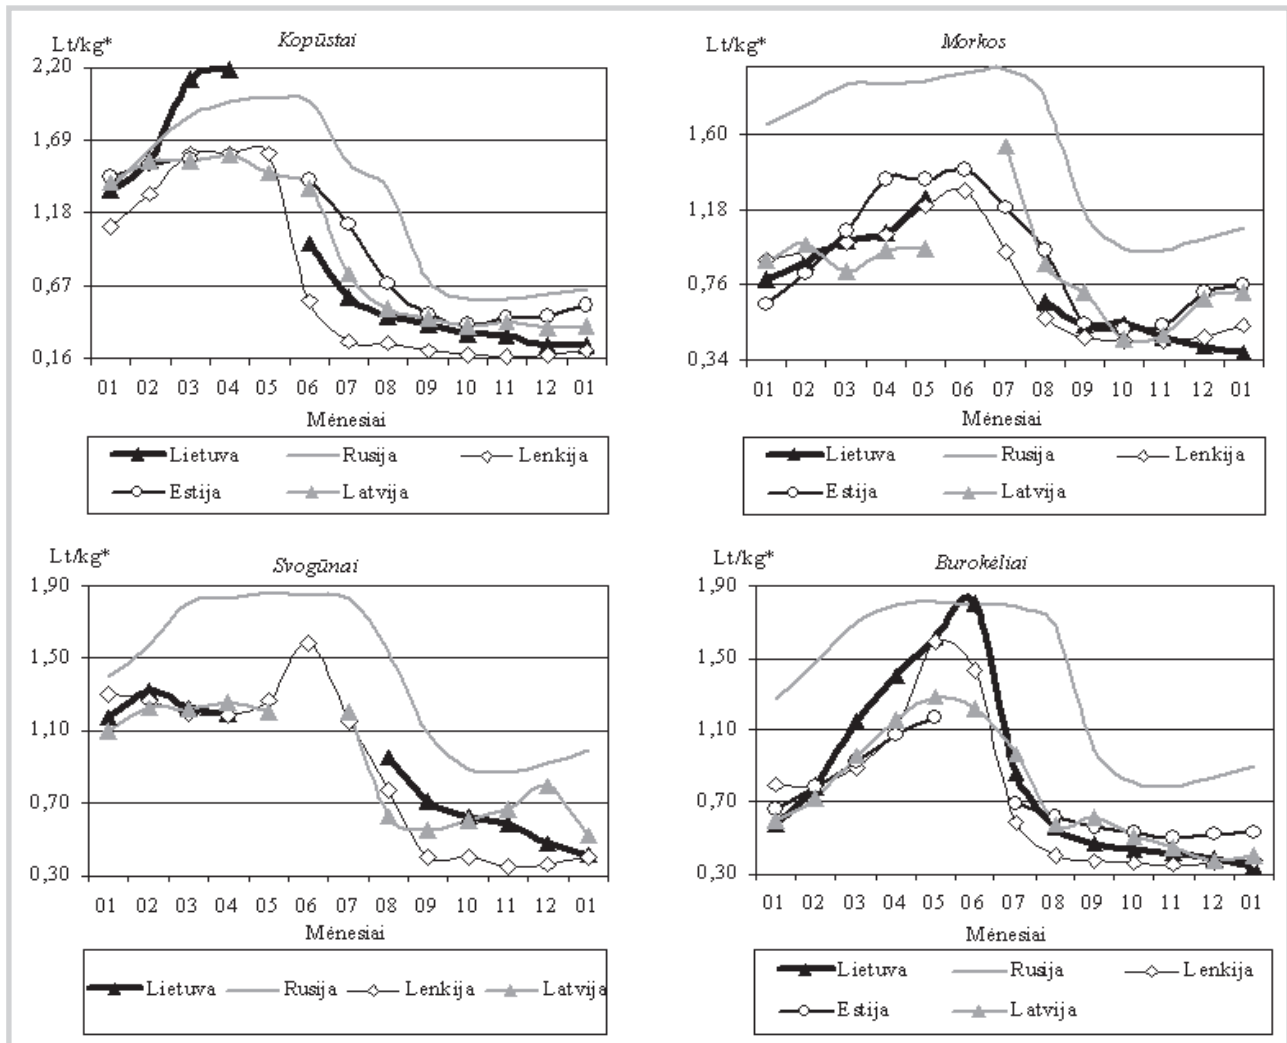 Lt/kg*
Kopūstai
2,20
1,69
1,18
0,67
0,16
01 02 03 04 05 06 07 08 09 10 11 12 01
Mėnesiai
Lietuva Rusija Lenkija
Estija Latvija
Lt/kg*
Morkos
1,60
1,18
0,76
0,34
01 02 03 04 05 06 07 08 09 10 11 12 01
Mėnesiai
Lietuva Rusija Lenkija
Estija Latvija
Lt/kg*
Svogūnai
1,90
1,50
1,10
0,70
0,30
01 02 03 04 05 06 07 08 09 10 11 12 01
Mėnesiai
Lietuva Rusija Lenkija Latvija
Lt/kg*
Burokėliai
1,90
1,50
1,10
0,70
0,30
01 02 03 04 05 06 07 08 09 10 11 12 01
Mėnesiai
Lietuva Rusija Lenkija
Estija Latvija